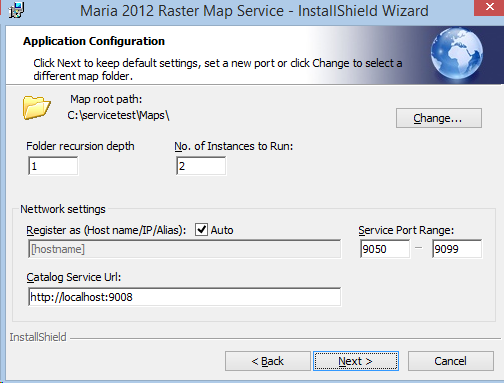 Maria 2012 Raster Map Service - InstallShield Wizard
Application Configuration
Click Next to keep default settings, set a new port or click Change to select a
different map folder.
Map root path:
C:\servicetest\Maps\
Change...
Folder recursion depth No. of Instances to Run:
1 2
Nettwork settings
Register as (Host name/IP/Alias): Auto Service Port Range:
[hostname] 9050 - 9099
Catalog Service Url:
http://localhost:9008
InstallShield
< Back Next > Cancel